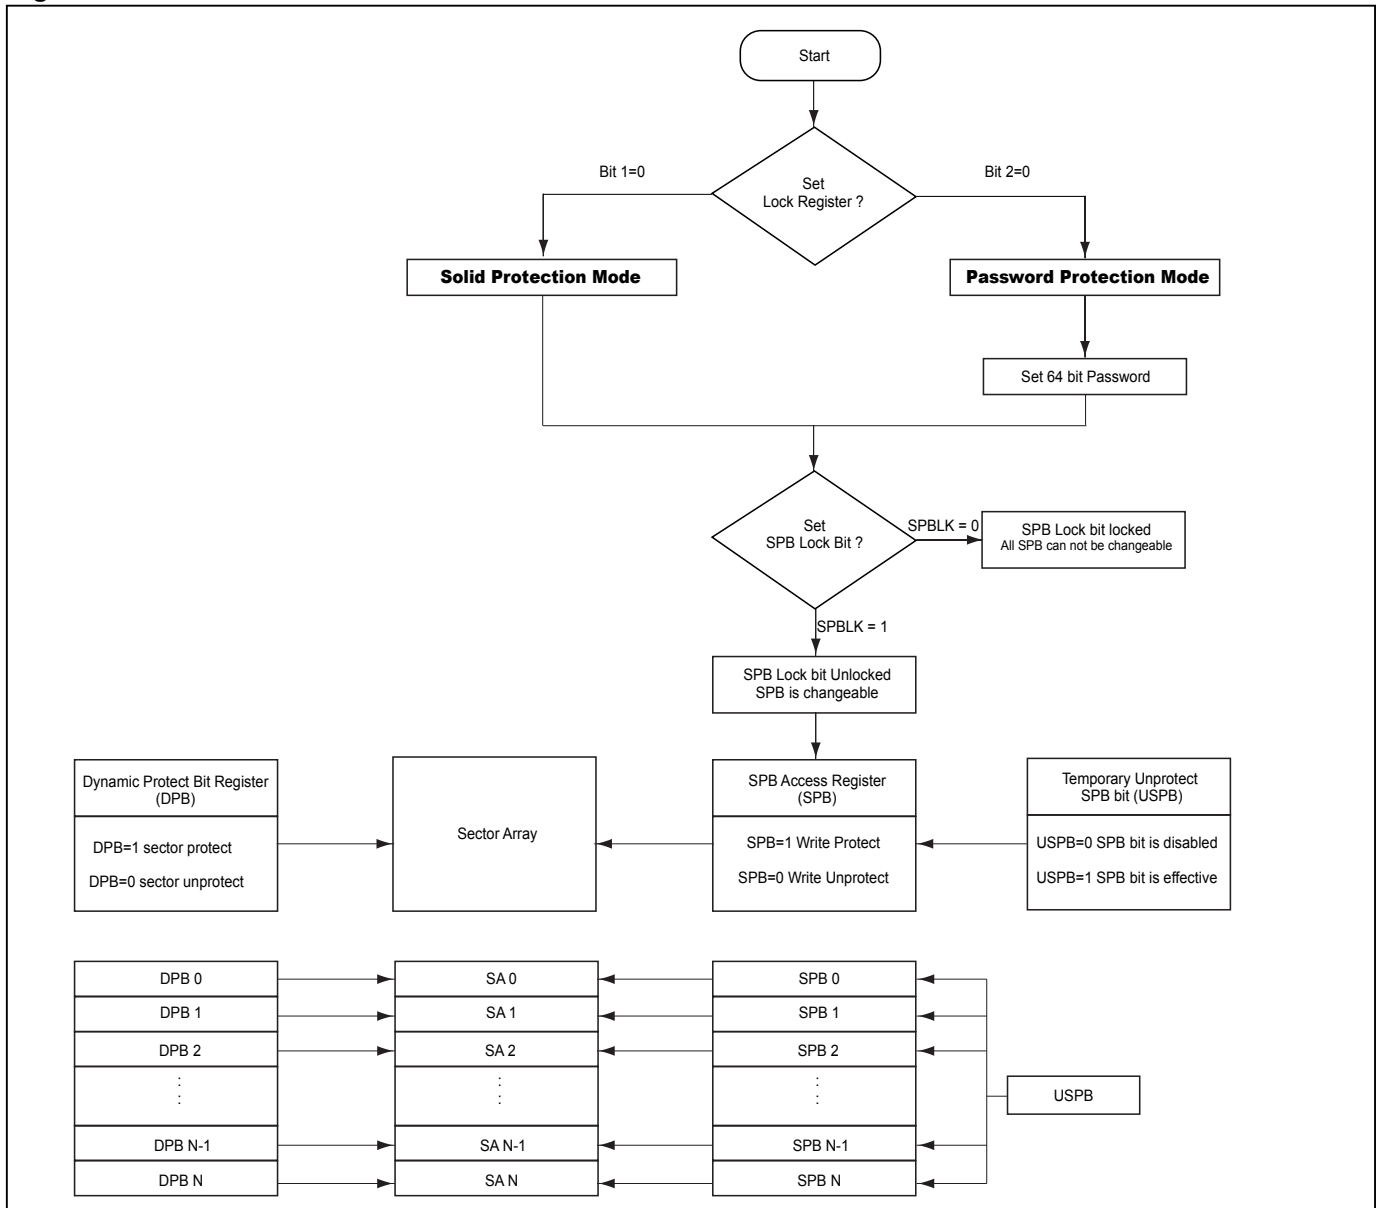 Start
Bit 1=0
Bit 2=0
Set
Lock Register ?
Solid Protection Mode
Password Protection Mode
Set 64 bit Password
Set
SPB Lock Bit ?
SPBLK = 0
SPB Lock bit locked
All SPB can not be changeable
SPBLK = 1
SPB Lock bit Unlocked
SPB is changeable
Dynamic Protect Bit Register
(DPB)
DPB=1 sector protect
DPB=0 sector unprotect
Sector Array
SPB Access Register
(SPB)
SPB=1 Write Protect
SPB=0 Write Unprotect
Temporary Unprotect
SPB bit (USPB)
USPB=0 SPB bit is disabled
USPB=1 SPB bit is effective
DPB 0
SA 0
SPB 0
DPB 1
SA 1
SPB 1
DPB 2
SA 2
SPB 2
:
:
:
:
:
:
USPB
DPB N-1
SA N-1
SPB N-1
DPB N
SA N
SPB N